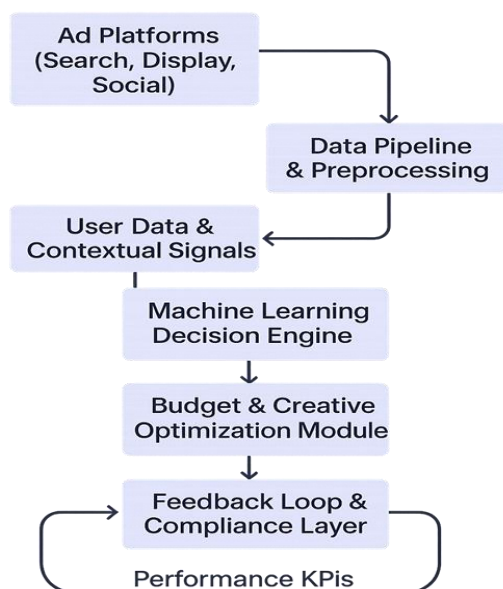 Ad Platforms
(Search, Display,
Social)
Data Pipeline
& Preprocessing
User Data &
Contextual Signals
Machine Learning
Decision Engine
Budget & Creative
Optimization Module
Feedback Loop &
Compliance Layer
Performance KPIs